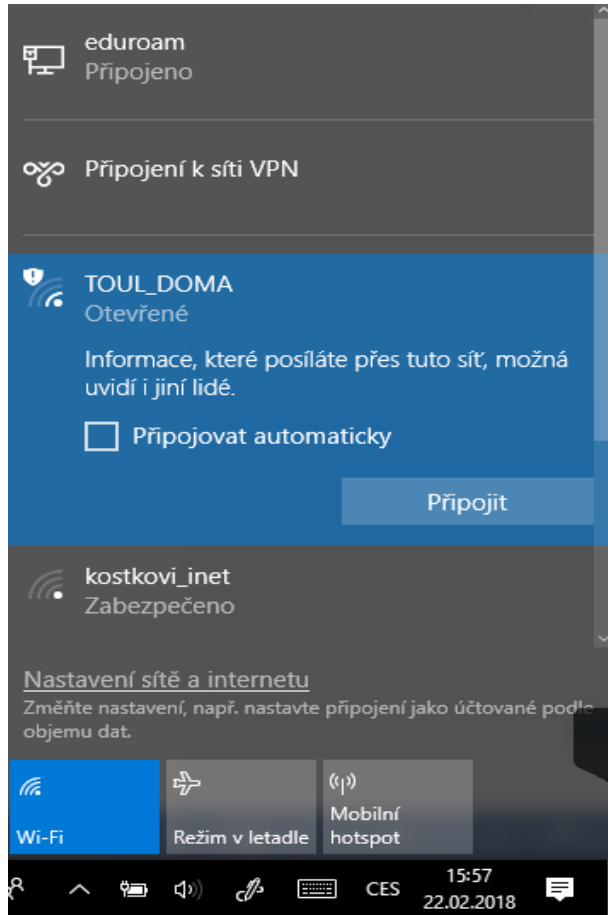 eduroam
Připojeno
Připojení k síti VPN
TOUL_DOMA
Otevřené
Informace, které posíláte přes tuto síť, možná
uvidí i jiní lidé.
Připojovat automaticky
Připojit
kostkovi_inet
Zabezpečeno
Nastavení sítě a internetu
Změňte nastavení, např. nastavte připojení jako účtované podle
objemu dat.
Wi-Fi
Režim v letadle
Mobilní
hotspot
CES
15:57
22.02.2018